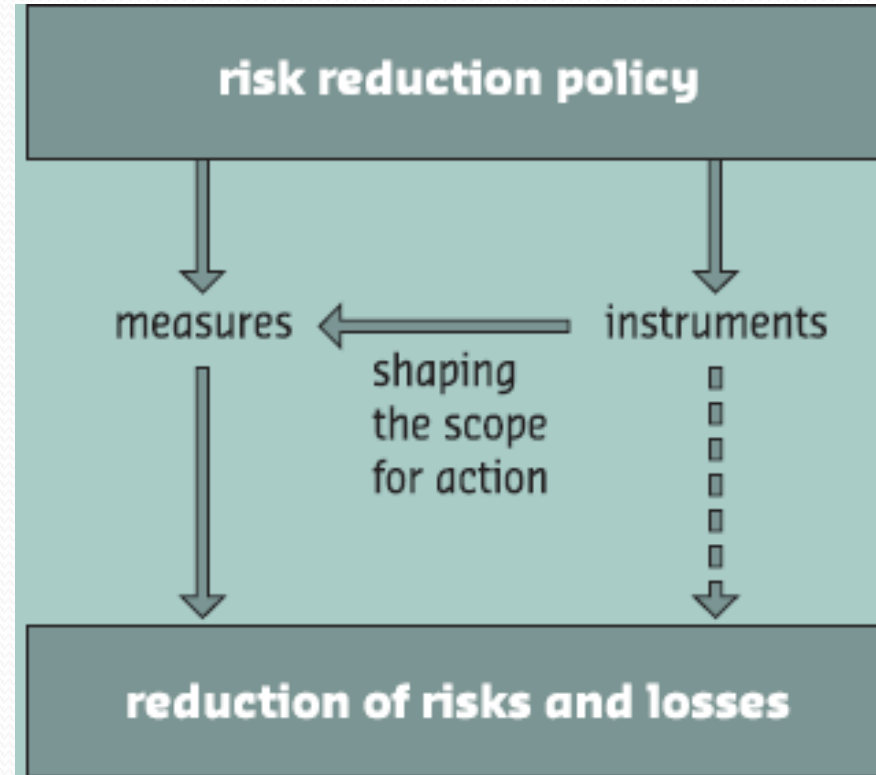 risk reduction policy
measures
instruments
shaping
the scope
for action
reduction of risks and losses